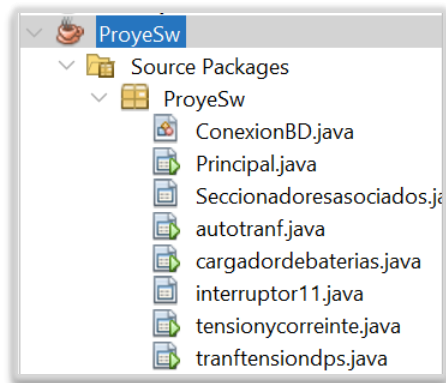 ProyeSw
Source Packages
ProyeSw
ConexionBD.java
Principal.java
Seccionadoresasociados.ja
autotranf.java
cargadordebaterias.java
interruptor11.java
tensionycorreinte.java
tranftensiondps.java